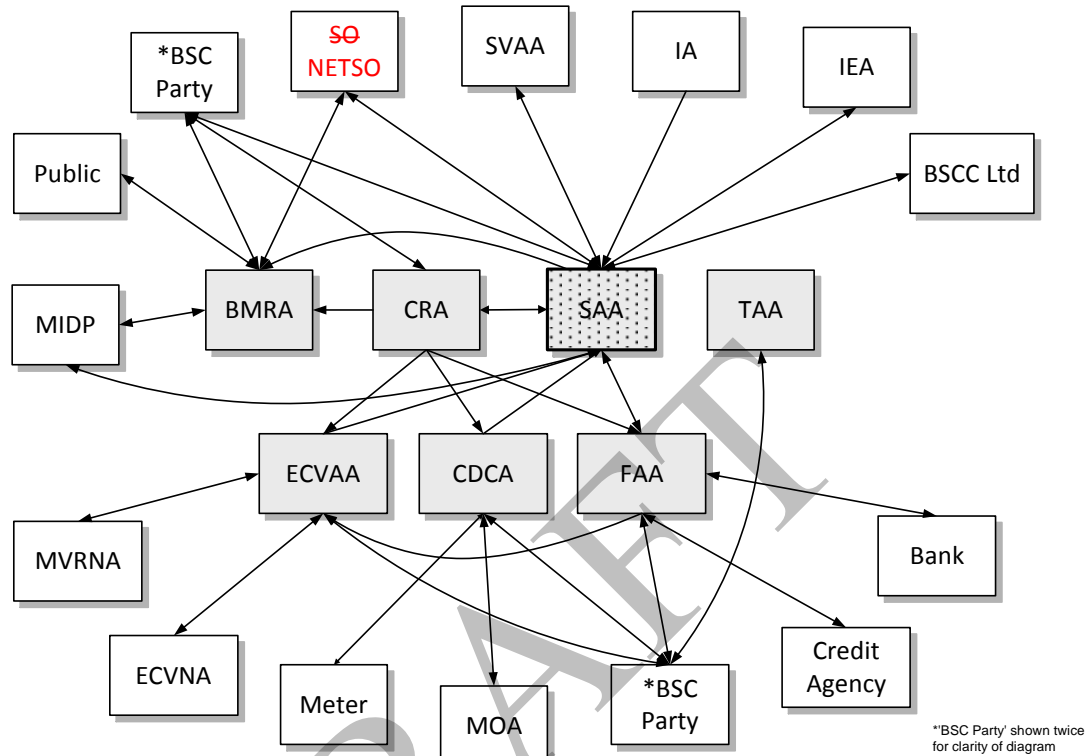 *BSC
Party
SO
NETSO
SVAA
IA
IEA
Public
BSCC Ltd
MIDP
BMRA
CRA
SAA
TAA
ECVAA
CDCA
FAA
MVRNA
Bank
ECVNA
Meter
MOA
*BSC
Party
Credit
Agency
*'BSC Party' shown twice
for clarity of diagram
DRAFT